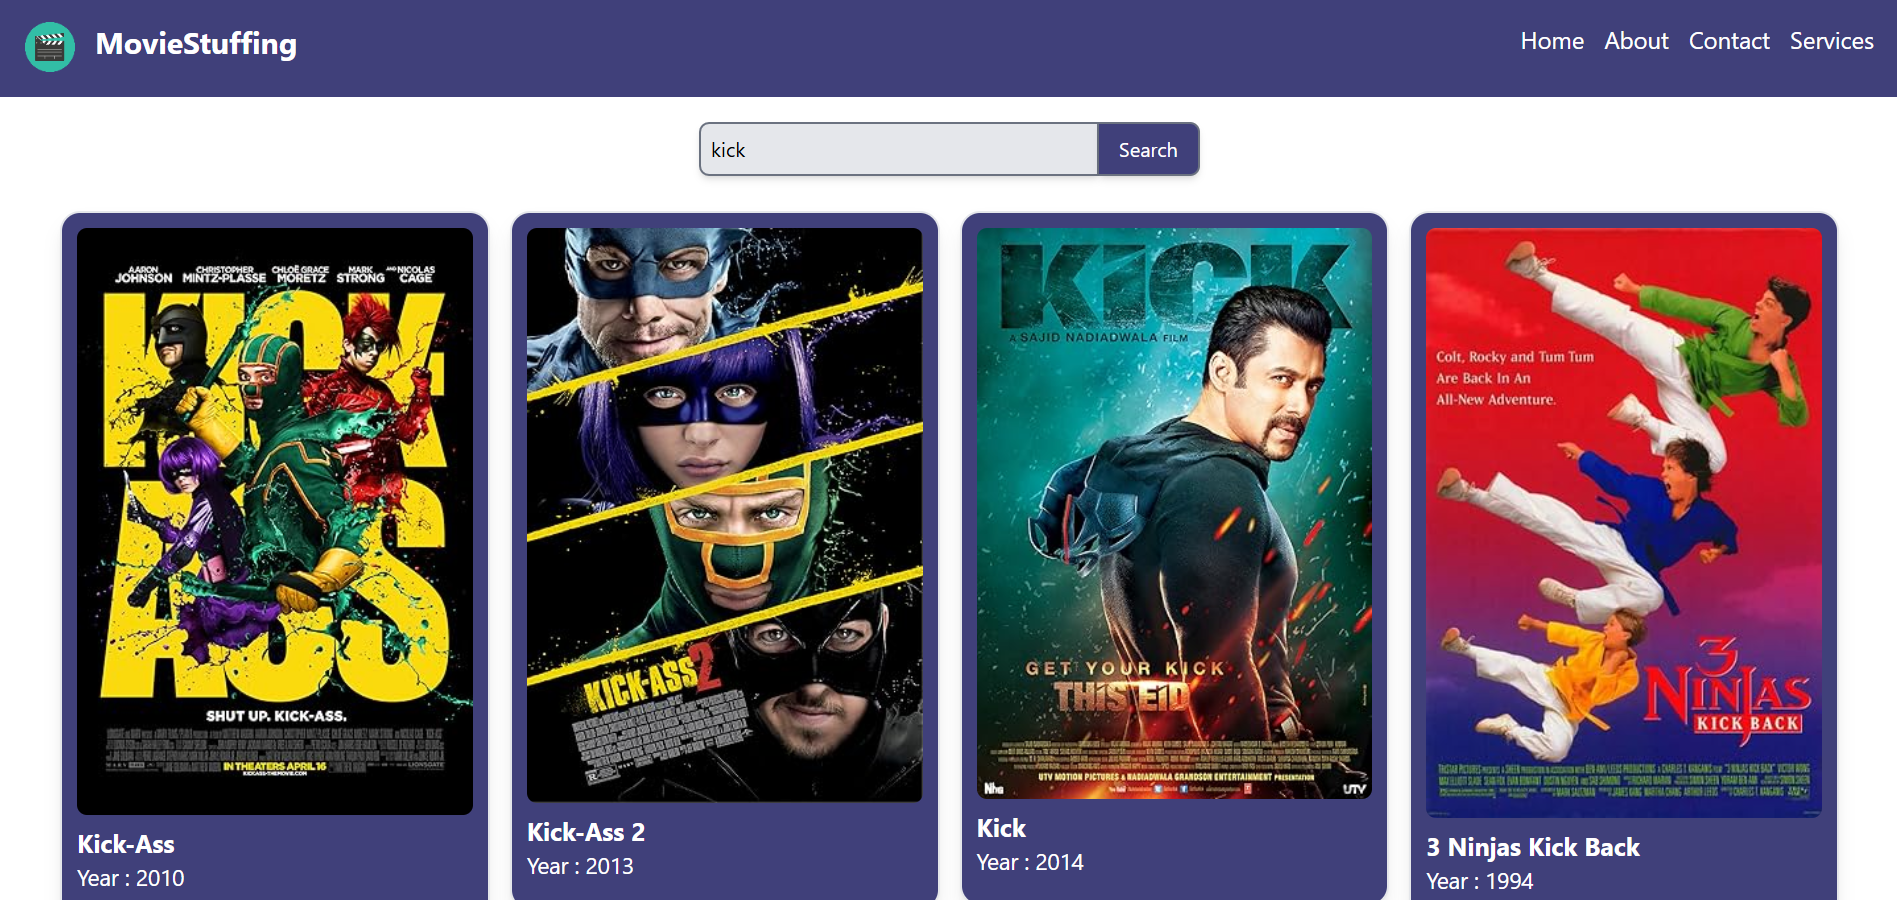 MovieStuffing
Home About Contact Services
kick
Search
AARON JOHNSON CHRISTOPHER MINTZ-PLASSE CHLOË GRACE MORETZ MARK STRONG AND NICOLAS CAGE
KICK
ASS
SHUT UP. KICK-ASS.
IN THEATERS APRIL 16
KICKASS-THEMOVIE.COM
LIONSGATE
Kick-Ass
Year : 2010
KICK-ASS 2
R
Kick-Ass 2
Year : 2013
KiCK
A SAJID NADIADWALA FILM
GET YOUR KICK
THiS EiD
UTV MOTION PICTURES & NADIADWALA GRANDSON ENTERTAINMENT PRESENTATION
NhG
UTV
Kick
Year : 2014
Colt, Rocky and Tum Tum
Are Back In An
All-New Adventure.
3
NINJAS
KICK BACK
3 Ninjas Kick Back
Year : 1994